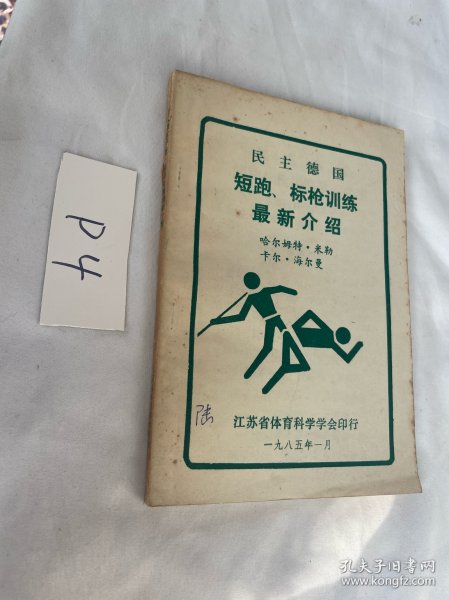 P4
民主德国
短跑、标枪训练
最新介绍
哈尔姆特·米勒
卡尔·海尔曼
陆
江苏省体育科学学会印行
一九八五年一月
孔夫子旧书网
www.kongfz.com